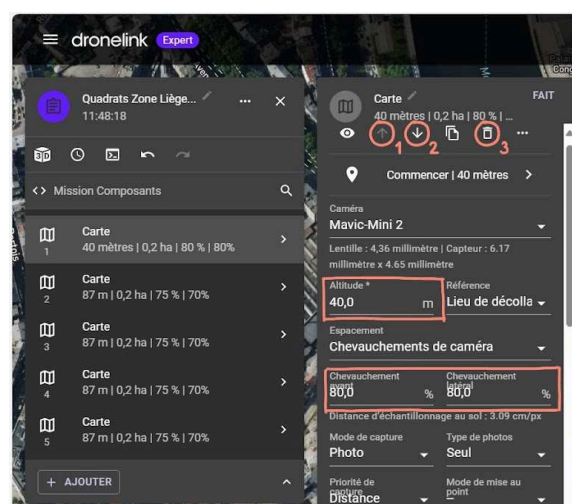 dronelink Expert
Quadrats Zone Liège...
11:48:18
Mission Composants
Carte
1
40 mètres | 0,2 ha | 80 % | 80%
Carte
2
87 m | 0,2 ha | 75 % | 70%
Carte
3
87 m | 0,2 ha | 75 % | 70%
Carte
4
87 m | 0,2 ha | 75 % | 70%
Carte
5
87 m | 0,2 ha | 75 % | 70%
+ AJOUTER
Carte
FAIT
40 mètres | 0,2 ha | 80 % | ...
1 2 3
Commencer | 40 mètres
Caméra
Mavic-Mini 2
Lentille : 4,36 millimètre | Capteur : 6.17
millimètre x 4.65 millimètre
Altitude * Référence
40,0 m Lieu de décolla
Espacement
Chevauchements de caméra
Chevauchement Chevauchement
avant latéral
80,0 % 80,0 %
Distance d'échantillonnage au sol : 3.09 cm/px
Mode de capture Type de photos
Photo Seul
Priorité de Mode de mise au
capture point
Distance